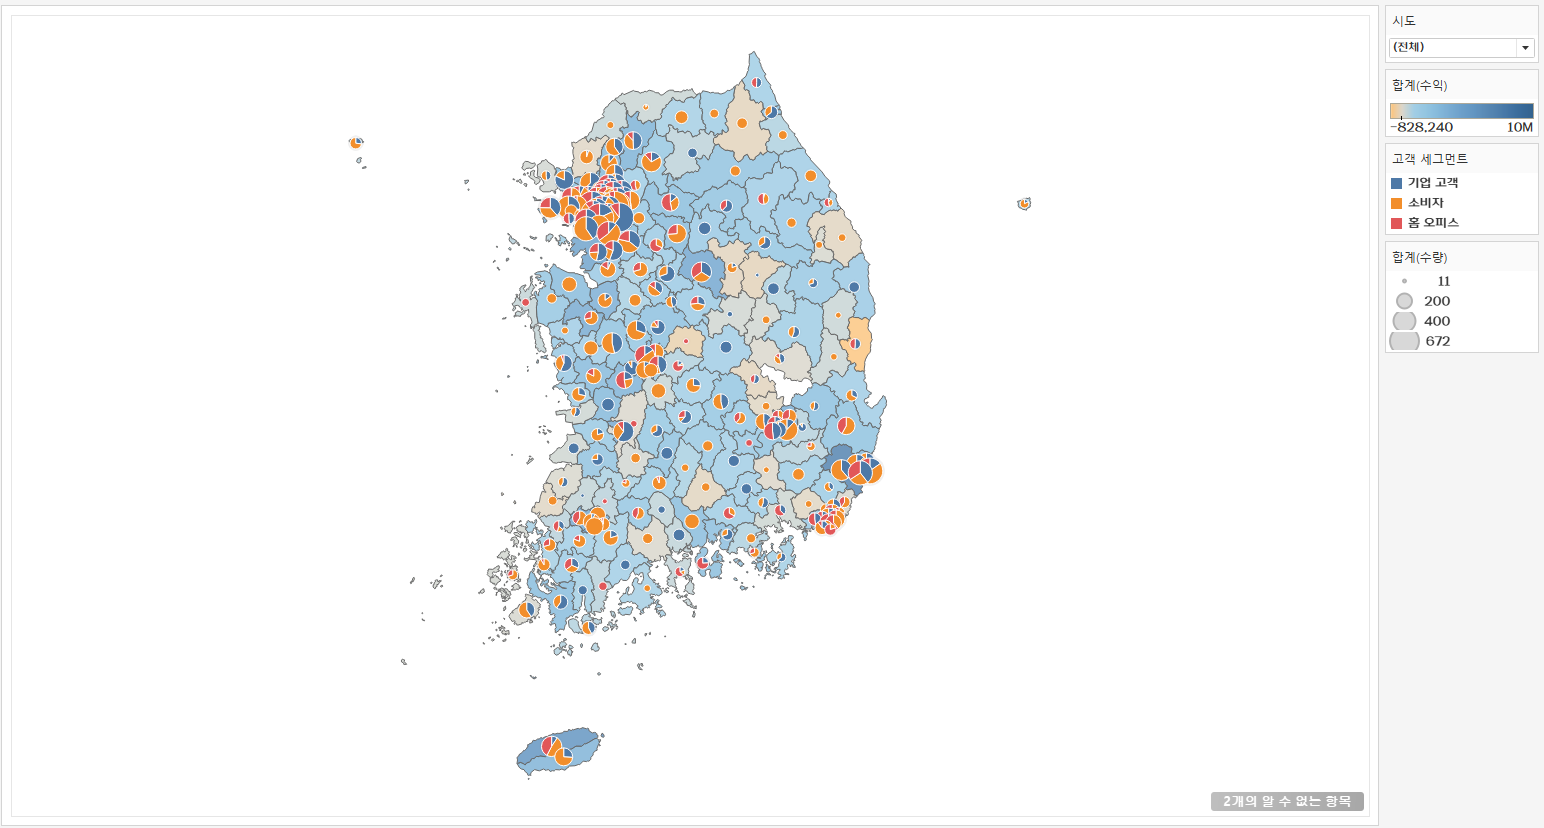 시도
(전체)
합계(수익)
-828,240 10M
고객 세그먼트
기업 고객
소비자
홈 오피스
합계(수량)
11
200
400
672
2개의 알 수 없는 항목